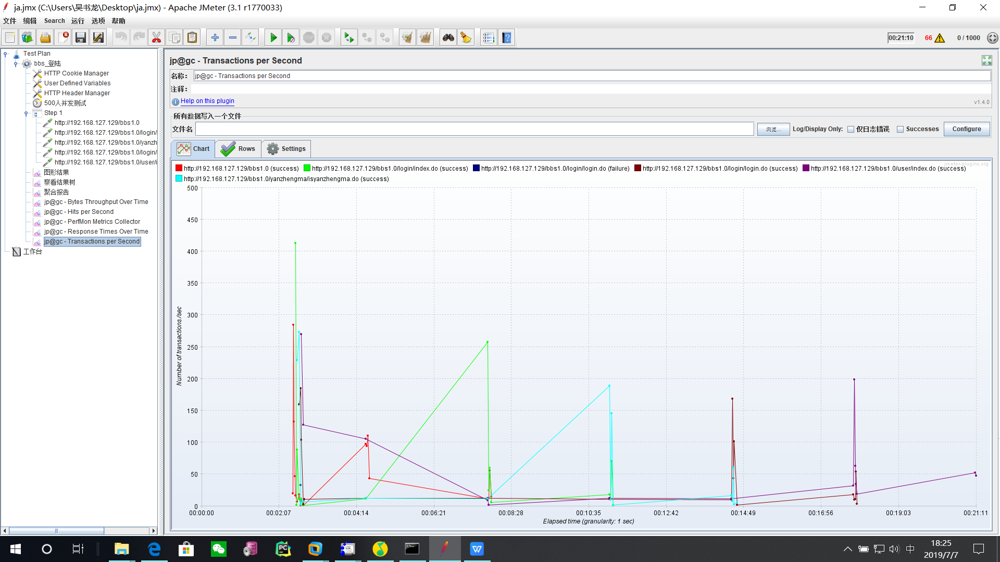 ja.jmx (C:\Users\吴书龙\Desktop\ja.jmx) - Apache JMeter (3.1 r1770033)
文件 编辑 Search 运行 选项 帮助
00:21:10 66 0 / 1000
Test Plan
bbs_登陆
HTTP Cookie Manager
User Defined Variables
HTTP Header Manager
500人并发测试
Step 1
http://192.168.127.129/bbs1.0
http://192.168.127.129/bbs1.0/login/
http://192.168.127.129/bbs1.0/yanzh
http://192.168.127.129/bbs1.0/login/
http://192.168.127.129/bbs1.0/user/i
图形结果
察看结果树
聚合报告
jp@gc - Bytes Throughput Over Time
jp@gc - Hits per Second
jp@gc - PerfMon Metrics Collector
jp@gc - Response Times Over Time
jp@gc - Transactions per Second
工作台
jp@gc - Transactions per Second
名称： jp@gc - Transactions per Second
注释：
Help on this plugin v1.4.0
所有数据写入一个文件
文件名 浏览... Log/Display Only: 仅日志错误 Successes Configure
Chart Rows Settings
jmeter-plugins.org
http://192.168.127.129/bbs1.0 (success) http://192.168.127.129/bbs1.0/login/index.do (success) http://192.168.127.129/bbs1.0/login/login.do (failure) http://192.168.127.129/bbs1.0/login/login.do (success) http://192.168.127.129/bbs1.0/user/index.do (success)
http://192.168.127.129/bbs1.0/yanzhengma/isyanzhengma.do (success)
500
450
400
350
300
250
200
150
100
50
0
Number of transactions /sec
00:00:00 00:02:07 00:04:14 00:06:21 00:08:28 00:10:35 00:12:42 00:14:49 00:16:56 00:19:03 00:21:11
Elapsed time (granularity: 1 sec)
PC
W
中
18:25
2019/7/7